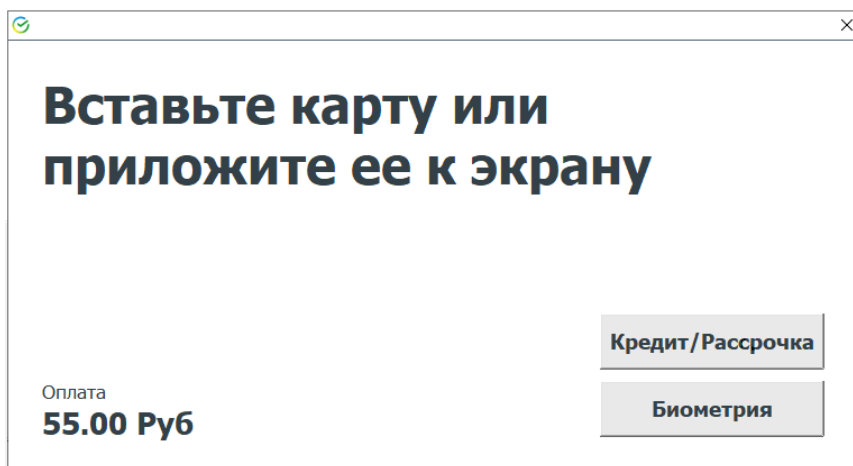 Вставьте карту или
приложите ее к экрану
Кредит/Рассрочка
Оплата
55.00 Руб
Биометрия